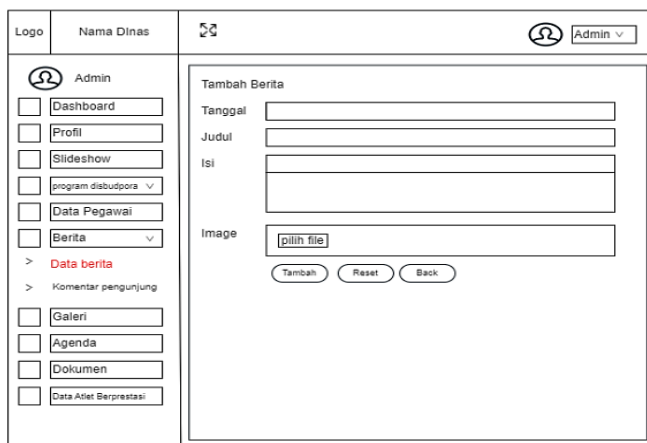 Logo
Nama DInas
Admin
Admin
Dashboard
Profil
Slideshow
program disbudpora
Data Pegawai
Berita
> Data berita
> Komentar pengunjung
Galeri
Agenda
Dokumen
Data Atlet Berprestasi
Tambah Berita
Tanggal
Judul
Isi
Image
pilih file
Tambah
Reset
Back